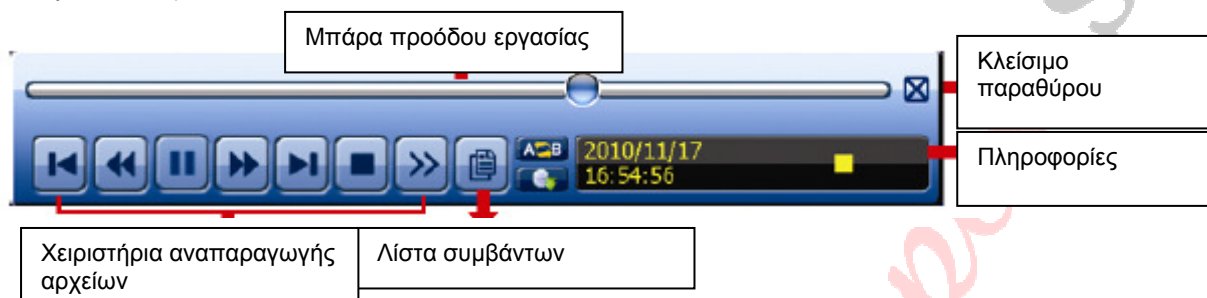 Μπάρα προόδου εργασίας
Κλείσιμο
παραθύρου
A B
2010/11/17
16:54:56
Πληροφορίες
Χειριστήρια αναπαραγωγής
αρχείων
Λίστα συμβάντων